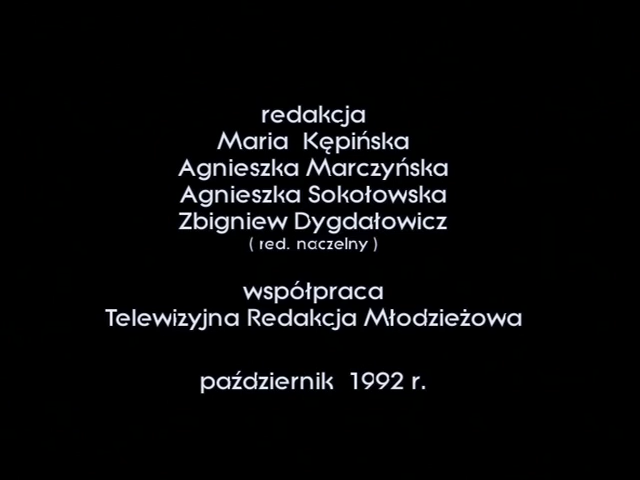 redakcja
Maria Kępińska
Agnieszka Marczyńska
Agnieszka Sokołowska
Zbigniew Dygdałowicz
( red. naczelny )
współpraca
Telewizyjna Redakcja Młodzieżowa
październik 1992 r.